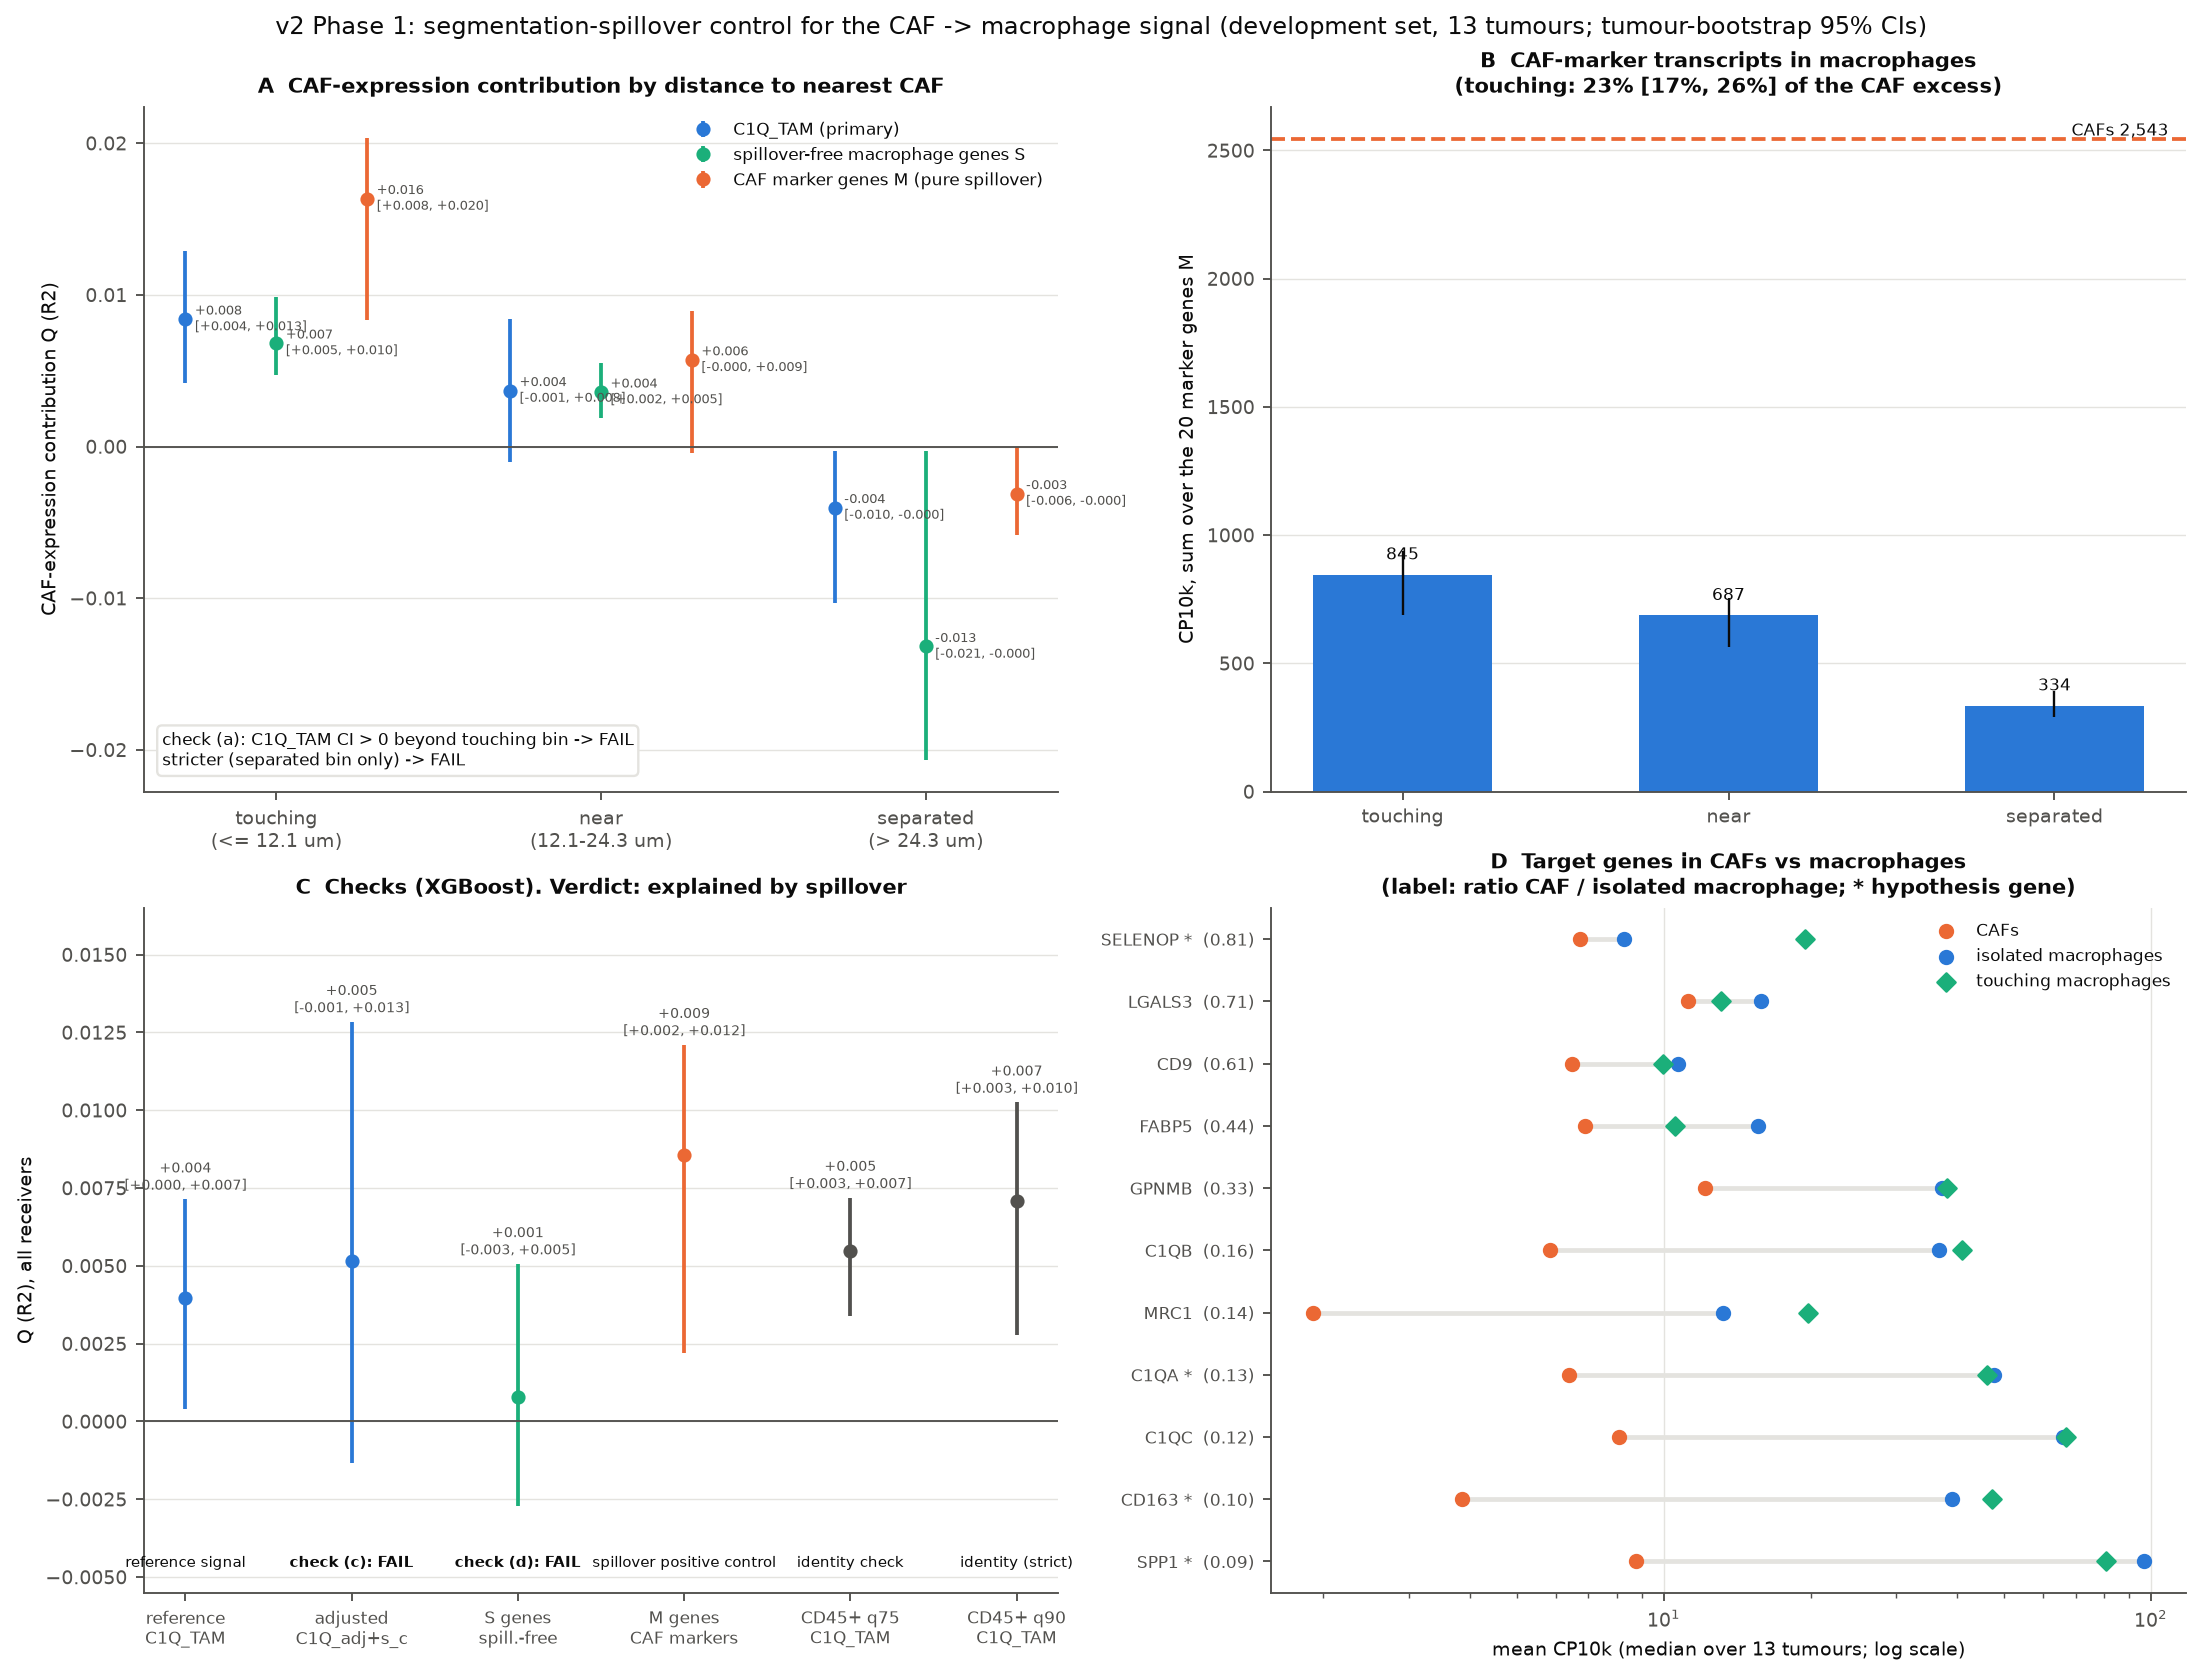 v2 Phase 1: segmentation-spillover control for the CAF -> macrophage signal (development set, 13 tumours; tumour-bootstrap 95% CIs)
A  CAF-expression contribution by distance to nearest CAF
CAF-expression contribution Q (R2)
0.02
0.01
0.00
−0.01
−0.02
C1Q_TAM (primary)
spillover-free macrophage genes S
CAF marker genes M (pure spillover)
+0.008
[+0.004, +0.013]
+0.007
[+0.005, +0.010]
+0.016
[+0.008, +0.020]
+0.004
[-0.001, +0.008]
+0.004
[+0.002, +0.005]
+0.006
[-0.000, +0.009]
-0.004
[-0.010, -0.000]
-0.013
[-0.021, -0.000]
-0.003
[-0.006, -0.000]
check (a): C1Q_TAM CI > 0 beyond touching bin -> FAIL
stricter (separated bin only) -> FAIL
touching
(<= 12.1 um)
near
(12.1-24.3 um)
separated
(> 24.3 um)
B  CAF-marker transcripts in macrophages
(touching: 23% [17%, 26%] of the CAF excess)
CP10k, sum over the 20 marker genes M
2500
2000
1500
1000
500
0
CAFs 2,543
845
687
334
touching
near
separated
C  Checks (XGBoost). Verdict: explained by spillover
Q (R2), all receivers
0.0150
0.0125
0.0100
0.0075
0.0050
0.0025
0.0000
−0.0025
−0.0050
+0.004
[+0.000, +0.007]
+0.005
[-0.001, +0.013]
+0.001
[-0.003, +0.005]
+0.009
[+0.002, +0.012]
+0.005
[+0.003, +0.007]
+0.007
[+0.003, +0.010]
reference signal
check (c): FAIL
check (d): FAIL
spillover positive control
identity check
identity (strict)
reference
C1Q_TAM
adjusted
C1Q_adj+s_c
S genes
spill.-free
M genes
CAF markers
CD45+ q75
C1Q_TAM
CD45+ q90
C1Q_TAM
D  Target genes in CAFs vs macrophages
(label: ratio CAF / isolated macrophage; * hypothesis gene)
SELENOP *  (0.81)
LGALS3  (0.71)
CD9  (0.61)
FABP5  (0.44)
GPNMB  (0.33)
C1QB  (0.16)
MRC1  (0.14)
C1QA *  (0.13)
C1QC  (0.12)
CD163 *  (0.10)
SPP1 *  (0.09)
CAFs
isolated macrophages
touching macrophages
10¹
10²
mean CP10k (median over 13 tumours; log scale)